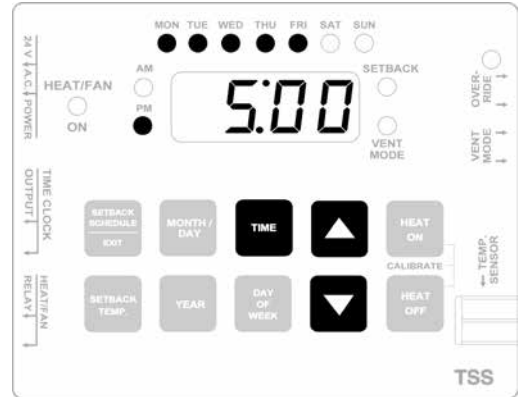 MON TUE WED THU FRI SAT SUN
24 V A.C. POWER
HEAT/FAN
ON
AM
PM
5:00
SETBACK
VENT
MODE
OVER-
RIDE
VENT
MODE
TIME CLOCK
OUTPUT
SETBACK
SCHEDULE
EXIT
MONTH /
DAY
TIME
HEAT
ON
CALIBRATE
TEMP.
SENSOR
HEAT/FAN
RELAY
SETBACK
TEMP.
YEAR
DAY
OF
WEEK
HEAT
OFF
TSS